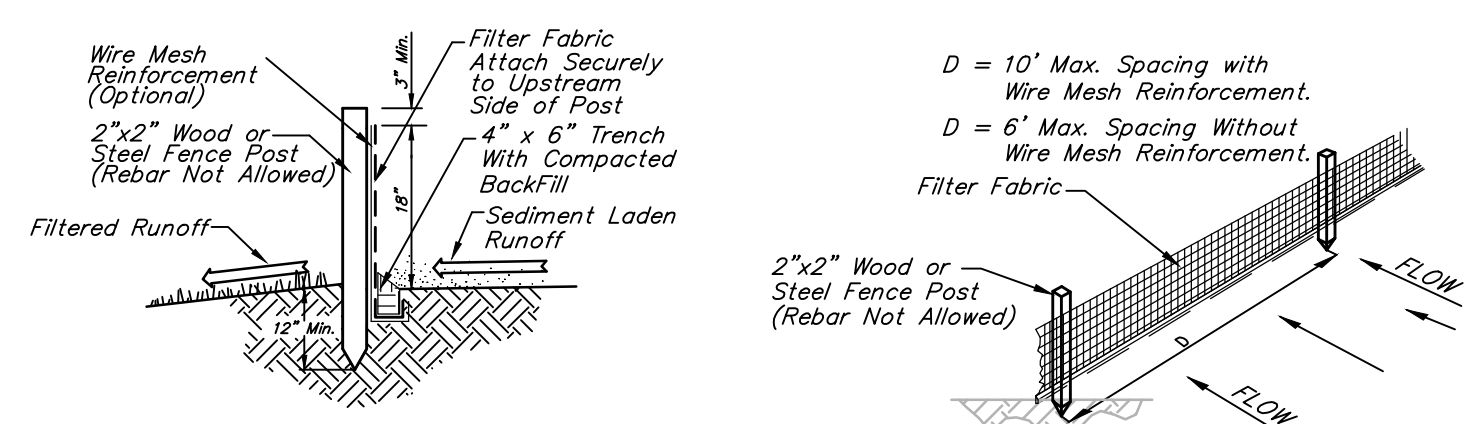 Wire Mesh
Reinforcement
(Optional)
2"x2" Wood or
Steel Fence Post
(Rebar Not Allowed)
Filtered Runoff
12" Min.
3" Min.
18"
Filter Fabric
Attach Securely
to Upstream
Side of Post
4" x 6" Trench
With Compacted
BackFill
Sediment Laden
Runoff
D = 10' Max. Spacing with
Wire Mesh Reinforcement.
D = 6' Max. Spacing Without
Wire Mesh Reinforcement.
Filter Fabric
2"x2" Wood or
Steel Fence Post
(Rebar Not Allowed)
D
FLOW
FLOW